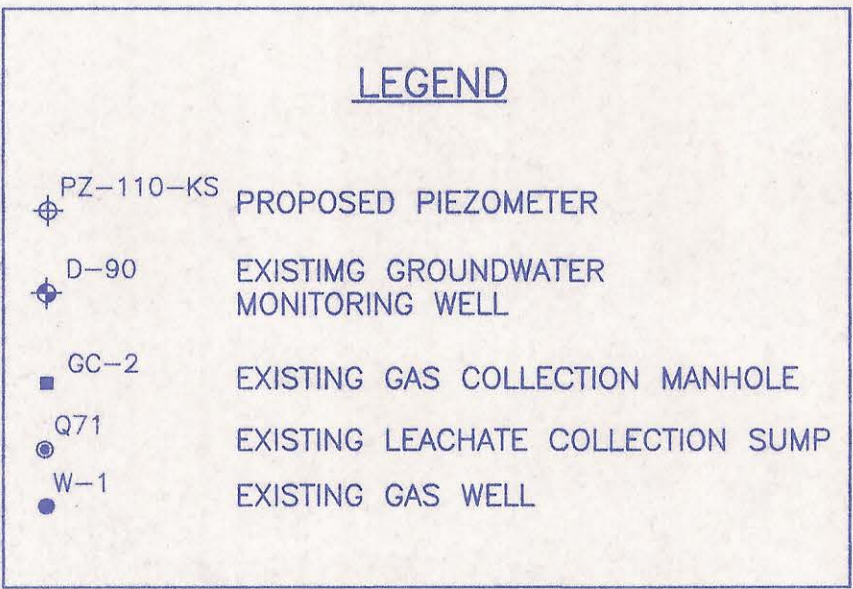 LEGEND
PZ-110-KS PROPOSED PIEZOMETER
D-90 EXISTIMG GROUNDWATER
MONITORING WELL
GC-2 EXISTING GAS COLLECTION MANHOLE
Q71 EXISTING LEACHATE COLLECTION SUMP
W-1 EXISTING GAS WELL